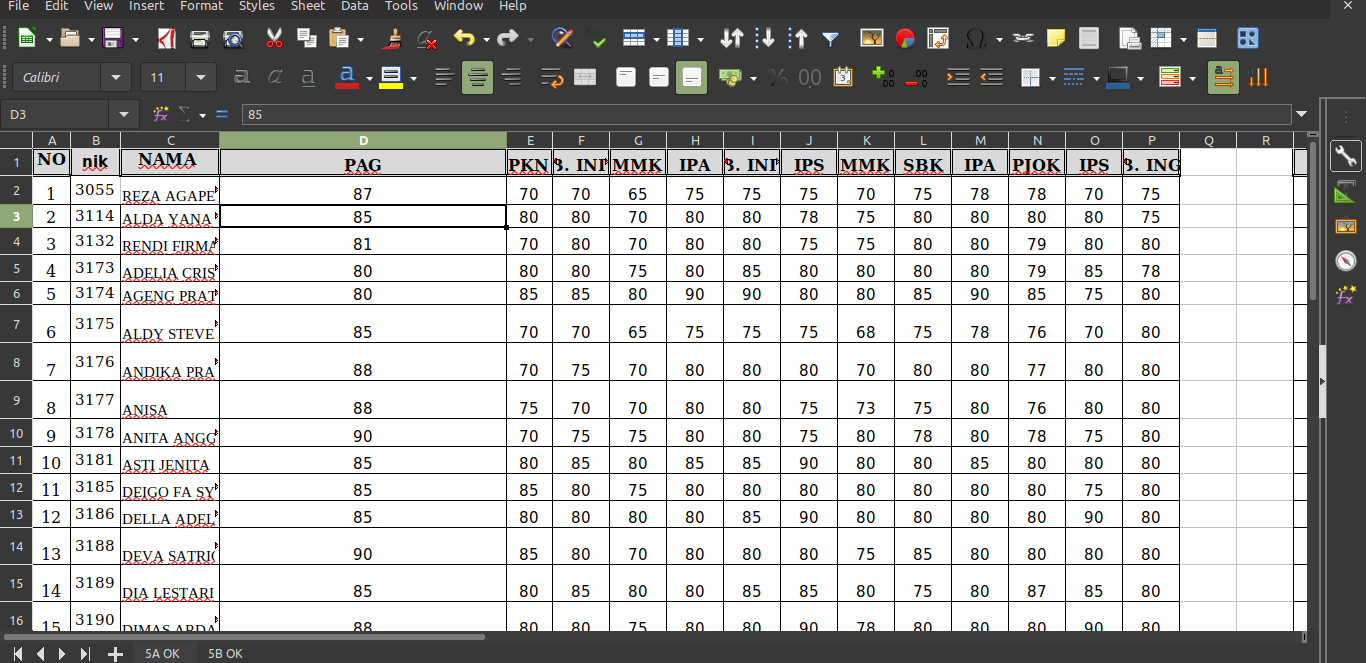 File Edit View Insert Format Styles Sheet Data Tools Window Help
Calibri 11
D3 85
A B C D E F G H I J K L M N O P Q R
1 NO nik NAMA PAG PKN B. INI MMK IPA B. INI IPS MMK SBK IPA PJOK IPS B. ING
2 1 3055 REZA AGAPE 87 70 70 65 75 75 75 70 75 78 78 70 75
3 2 3114 ALDA YANA 85 80 80 70 80 80 78 75 80 80 80 80 75
4 3 3132 RENDI FIRMA 81 70 80 70 80 80 75 75 80 80 79 80 80
5 4 3173 ADELIA CRIS 80 80 80 75 80 85 80 80 80 80 79 85 78
6 5 3174 AGENG PRAT 80 85 85 80 90 90 80 80 85 90 85 75 80
7 6 3175 ALDY STEVE 85 70 70 65 75 75 75 68 75 78 76 70 80
8 7 3176 ANDIKA PRA 88 70 75 70 80 80 80 70 80 80 77 80 80
9 8 3177 ANISA 88 75 70 70 80 80 75 73 75 80 76 80 80
10 9 3178 ANITA ANGG 90 70 75 75 80 80 75 80 78 80 78 75 80
11 10 3181 ASTI JENITA 85 80 85 80 85 85 90 80 80 85 80 80 80
12 11 3185 DEIGO FA SY 85 85 80 75 80 80 80 80 80 80 80 75 80
13 12 3186 DELLA ADEL 85 80 80 80 80 85 90 80 80 80 80 90 80
14 13 3188 DEVA SATRI 90 85 80 70 80 80 80 75 85 80 80 80 80
15 14 3189 DIA LESTARI 85 80 85 80 85 85 80 85 75 80 87 85 80
16 15 3190 DIMAS ARDA 88 80 80 75 80 80 90 78 80 80 80 90 80
5A OK 5B OK